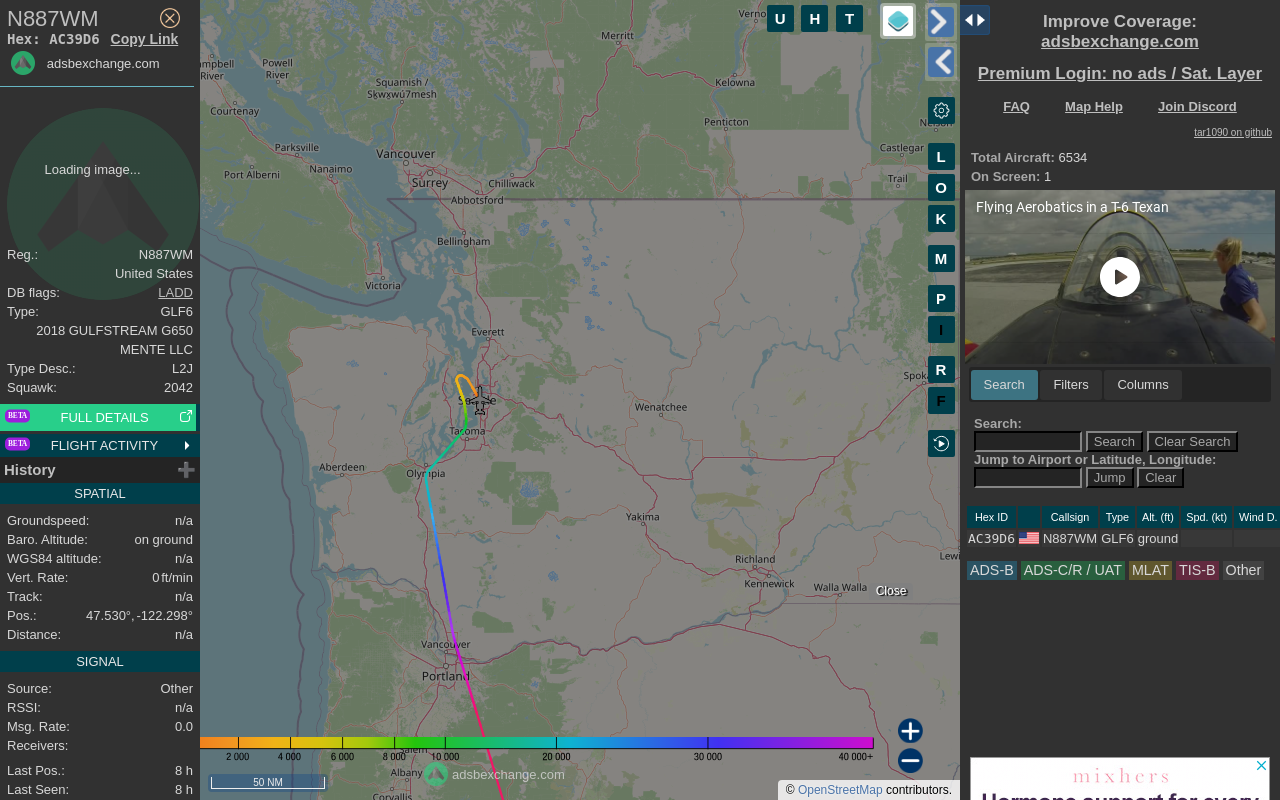 N887WM
Hex: AC39D6 Copy Link
adsbexchange.com
Loading image...
Reg.: N887WM
United States
DB flags: LADD
Type: GLF6
2018 GULFSTREAM G650
MENTE LLC
Type Desc.: L2J
Squawk: 2042
BETA FULL DETAILS
BETA FLIGHT ACTIVITY
History
SPATIAL
Groundspeed: n/a
Baro. Altitude: on ground
WGS84 altitude: n/a
Vert. Rate: 0 ft/min
Track: n/a
Pos.: 47.530°, -122.298°
Distance: n/a
SIGNAL
Source: Other
RSSI: n/a
Msg. Rate: 0.0
Receivers:
Last Pos.: 8 h
Last Seen: 8 h
River
Powell
River
Squamish /
Sḵwx̱wú7mesh
Merritt
Kelowna
Courtenay
Penticton
Parksville
Vancouver
Nanaimo
Port Alberni
Surrey
Chilliwack
Castlegar
Trail
Abbotsford
Bellingham
Victoria
Everett
Wenatchee
Tacoma
Aberdeen
Olympia
Yakima
Richland
Kennewick
Walla Walla
Vancouver
Portland
Albany
Corvallis
U H T
L
O
K
M
P
I
R
F
Close
2 000 4 000 6 000 8 000 10 000 20 000 30 000 40 000+
50 NM
adsbexchange.com
© OpenStreetMap contributors.
Improve Coverage:
adsbexchange.com
Premium Login: no ads / Sat. Layer
FAQ Map Help Join Discord
tar1090 on github
Total Aircraft: 6534
On Screen: 1
Flying Aerobatics in a T-6 Texan
Search Filters Columns
Search:
Search Clear Search
Jump to Airport or Latitude, Longitude:
Jump Clear
Hex ID Callsign Type Alt. (ft) Spd. (kt) Wind D.
AC39D6 N887WM GLF6 ground
ADS-B ADS-C/R / UAT MLAT TIS-B Other
mixhers
Hormone support for every